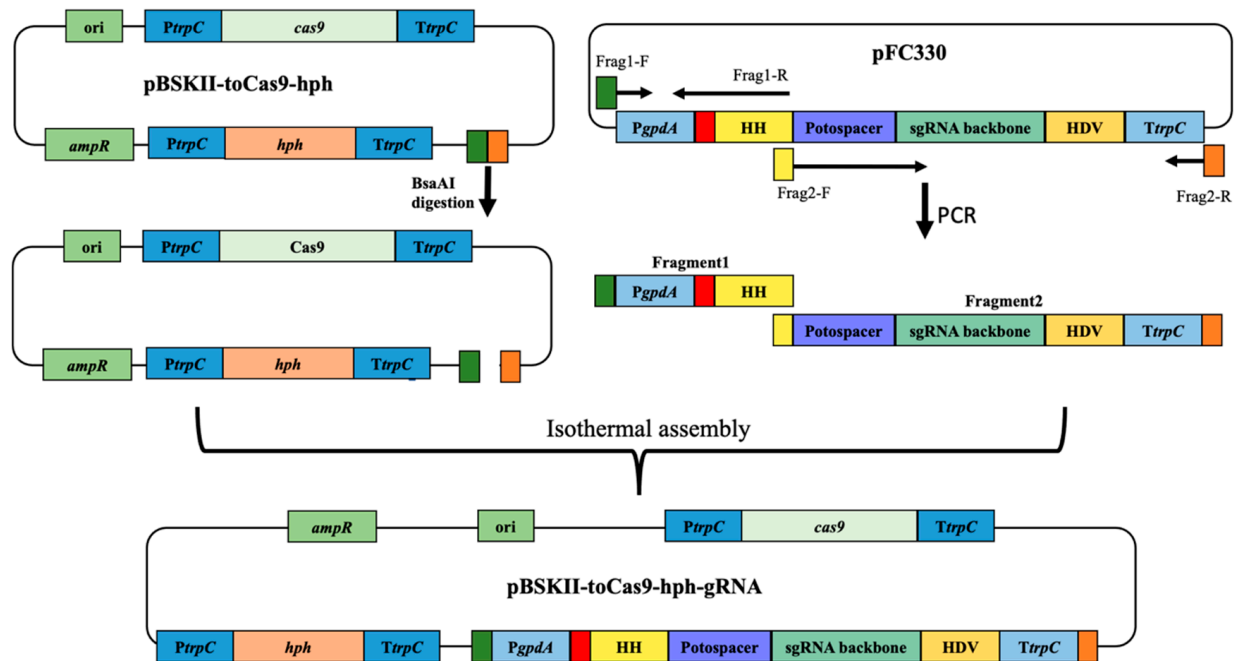 ori PtrpC cas9 TtrpC
pBSKII-toCas9-hph
ampR PtrpC hph TtrpC
BsaAI
digestion
ori PtrpC Cas9 TtrpC
ampR PtrpC hph TtrpC
pFC330
Frag1-F
Frag1-R
PgpdA HH Potospacer sgRNA backbone HDV TtrpC
Frag2-F
Frag2-R
PCR
Fragment1
PgpdA HH
Fragment2
Potospacer sgRNA backbone HDV TtrpC
Isothermal assembly
ampR ori PtrpC cas9 TtrpC
pBSKII-toCas9-hph-gRNA
PtrpC hph TtrpC PgpdA HH Potospacer sgRNA backbone HDV TtrpC